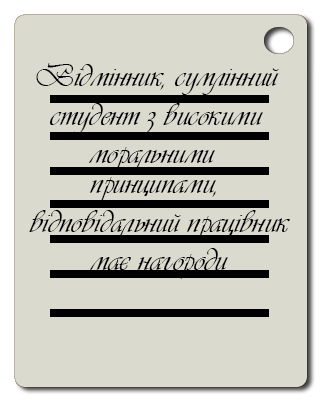 Відмінник, сумлінний
студент з високими
моральними
принципами,
відповідальний працівник
має нагороди